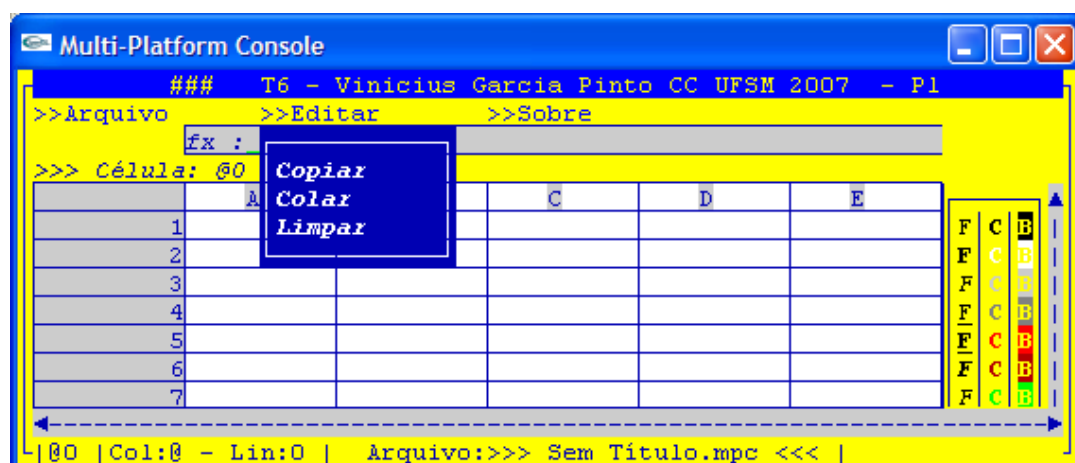 Multi-Platform Console
### T6 - Vinicius Garcia Pinto CC UFSM 2007 - Pl
>>Arquivo >>Editar >>Sobre
fx :_
>>> Célula: @0
Copiar
Colar
Limpar
A C D E
1 F C B
2 F C B
3 F C B
4 F C B
5 F C B
6 F C B
7 F C B
|@0 |Col:@ - Lin:0 | Arquivo:>>> Sem Título.mpc <<< |